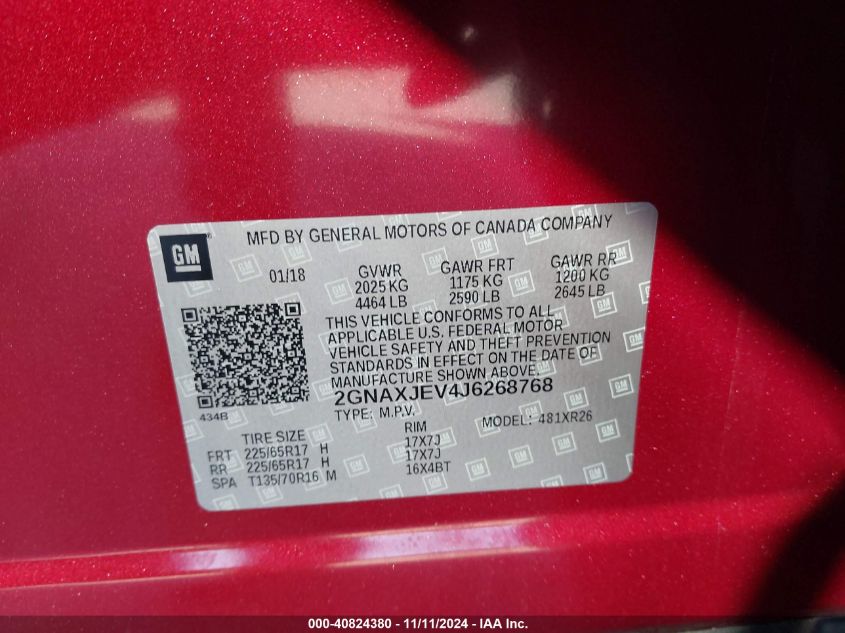 GM
MFD BY GENERAL MOTORS OF CANADA COMPANY
01/18
GVWR GAWR FRT GAWR RR
2025 KG 1175 KG 1200 KG
4464 LB 2590 LB 2645 LB
THIS VEHICLE CONFORMS TO ALL
APPLICABLE U.S. FEDERAL MOTOR
VEHICLE SAFETY AND THEFT PREVENTION
STANDARDS IN EFFECT ON THE DATE OF
MANUFACTURE SHOWN ABOVE.
2GNAXJEV4J6268768
434B
TYPE: M.P.V. MODEL: 481XR26
TIRE SIZE RIM
FRT 225/65R17 H 17X7J
RR 225/65R17 H 17X7J
SPA T135/70R16 M 16X4BT
000-40824380 - 11/11/2024 - IAA Inc.